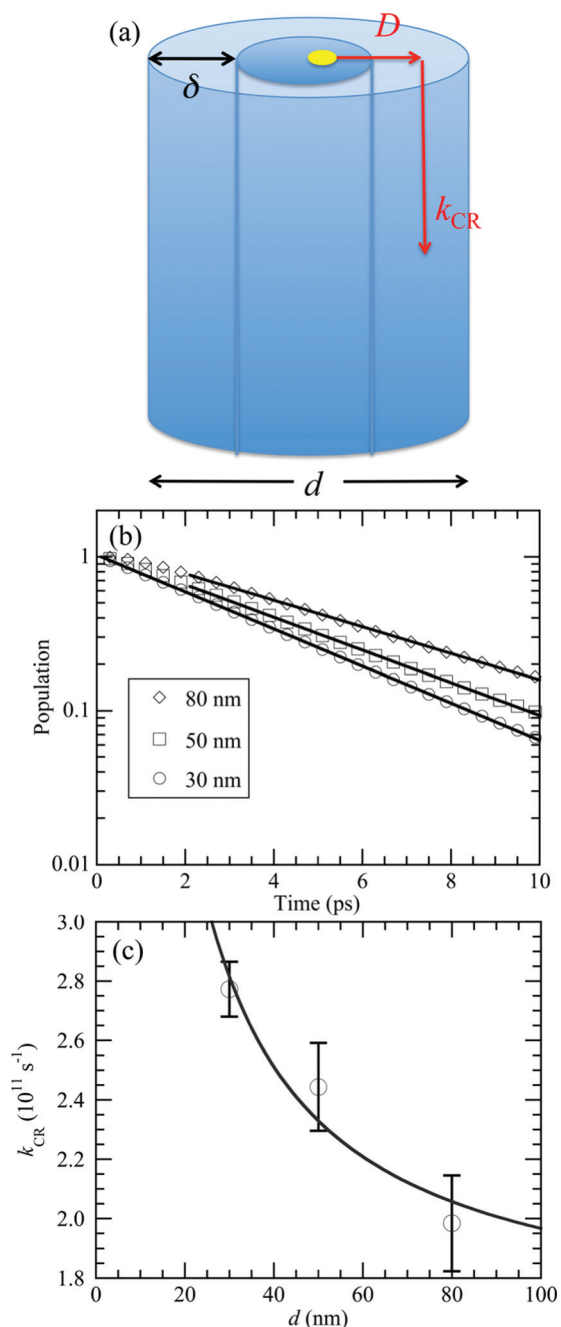 (a)
D
δ
k_CR
d
(b)
1
0.1
0.01
Population
80 nm
50 nm
30 nm
0 2 4 6 8 10
Time (ps)
(c)
3.0
2.8
2.6
2.4
2.2
2.0
1.8
k_CR (10¹¹ s⁻¹)
0 20 40 60 80 100
d (nm)